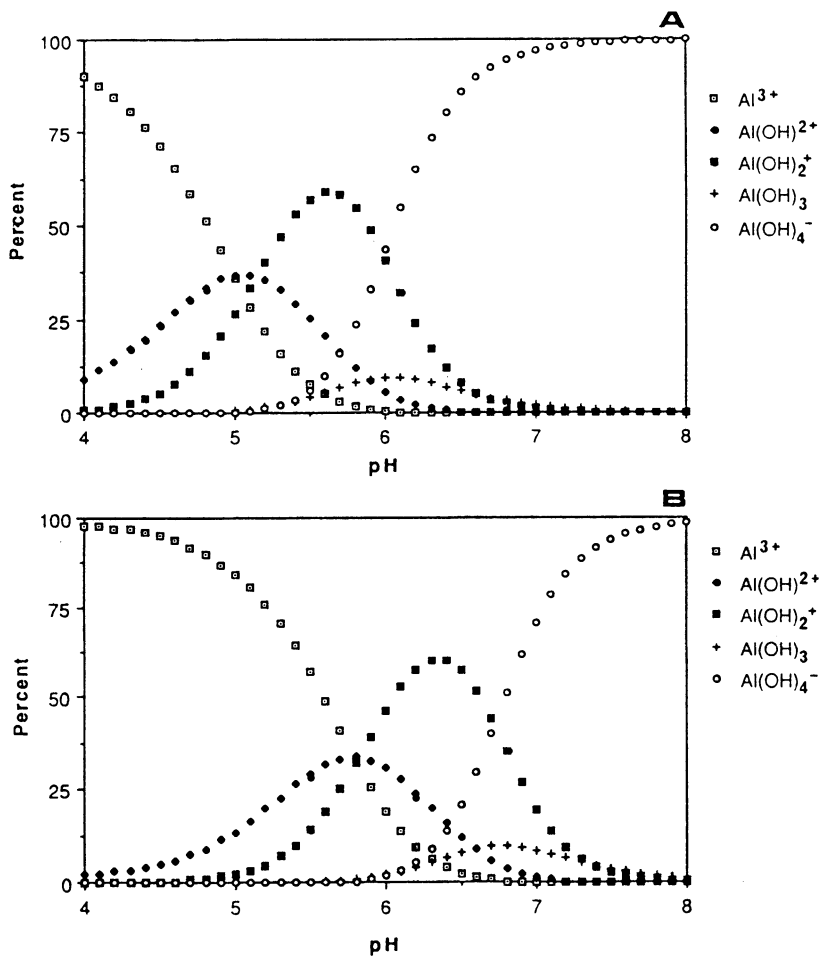 A
100
75
50
25
0
Percent
4
5
6
7
8
pH
Al³⁺
Al(OH)²⁺
Al(OH)₂⁺
Al(OH)₃
Al(OH)₄⁻
B
100
75
50
25
0
Percent
4
5
6
7
8
pH
Al³⁺
Al(OH)²⁺
Al(OH)₂⁺
Al(OH)₃
Al(OH)₄⁻